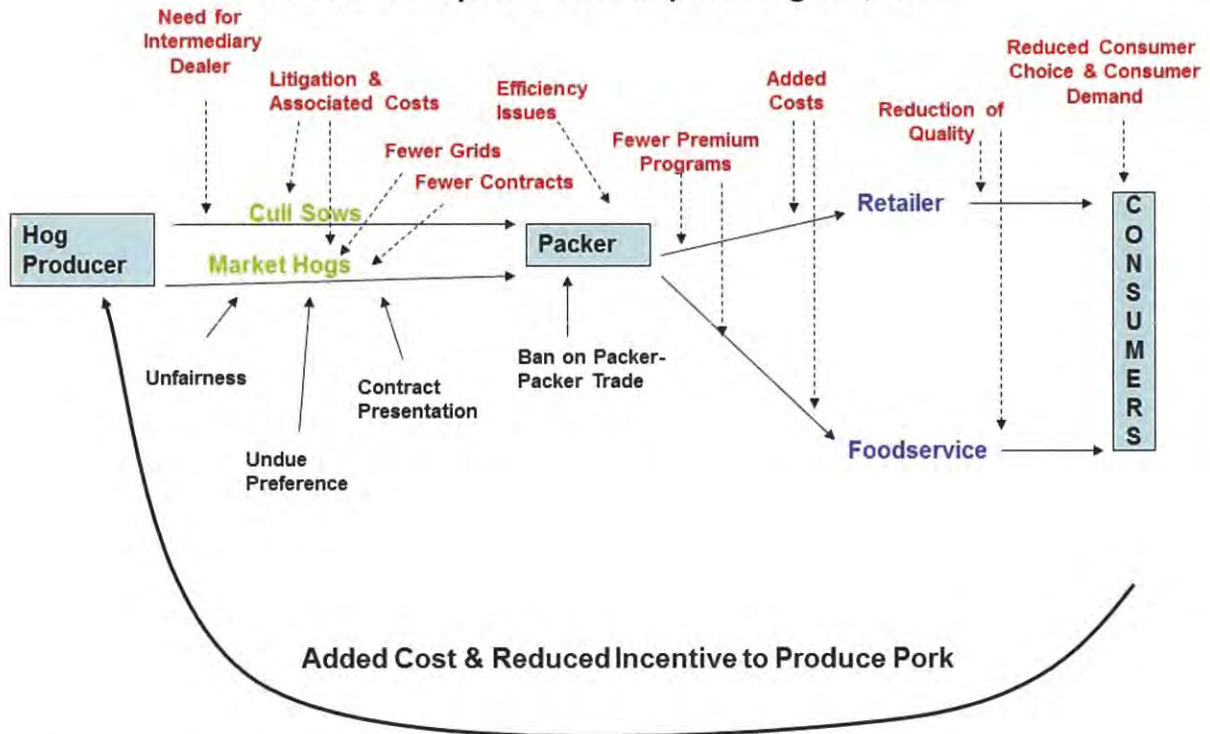 Need for
Intermediary
Dealer
Litigation &
Associated Costs
Efficiency
Issues
Added
Costs
Reduced Consumer
Choice & Consumer
Demand
Reduction of
Quality
Fewer Grids
Fewer Contracts
Fewer Premium
Programs
Hog
Producer
Cull Sows
Market Hogs
Packer
Retailer
Foodservice
C
O
N
S
U
M
E
R
S
Unfairness
Undue
Preference
Contract
Presentation
Ban on Packer-
Packer Trade
Added Cost & Reduced Incentive to Produce Pork